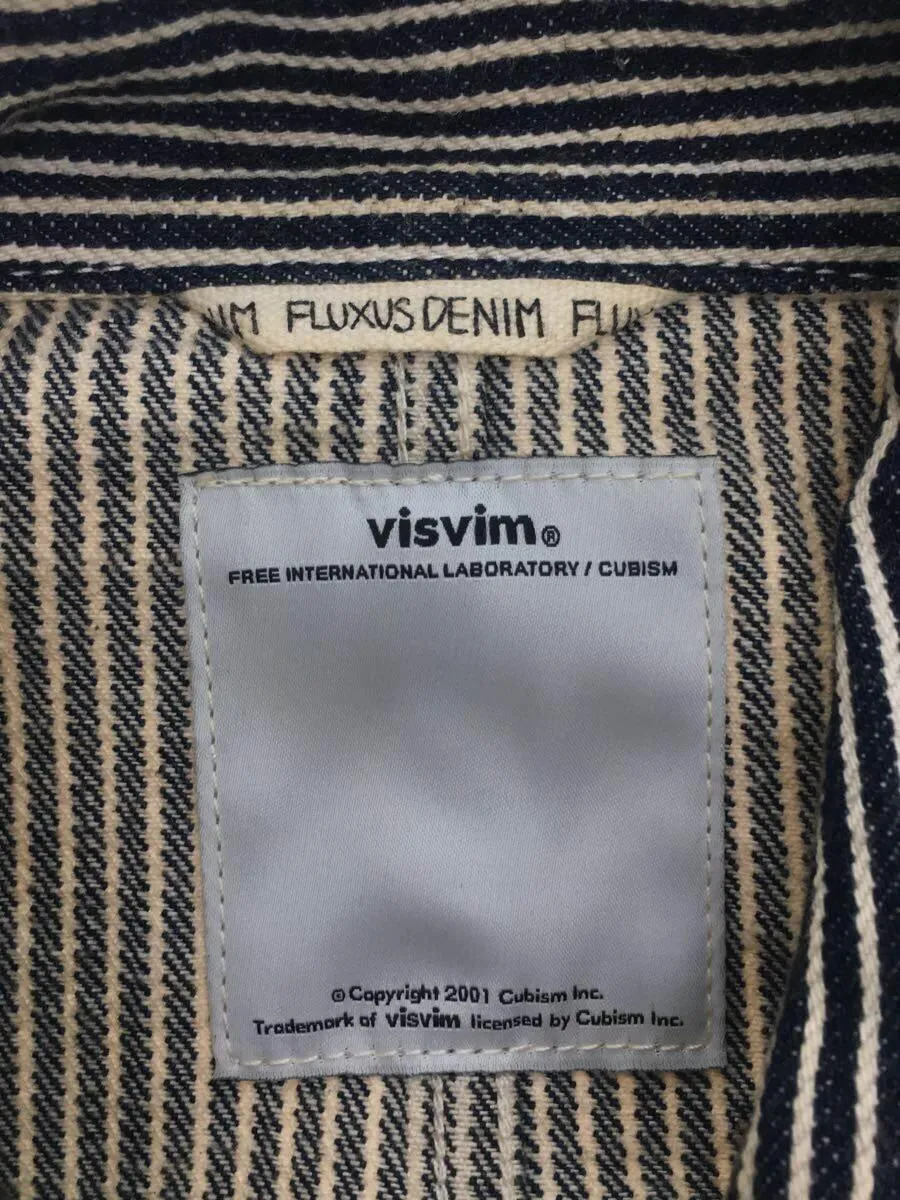 IM FLUXUS DENIM FLU
visvim®
FREE INTERNATIONAL LABORATORY / CUBISM
© Copyright 2001 Cubism Inc.
Trademark of visvim licensed by Cubism Inc.